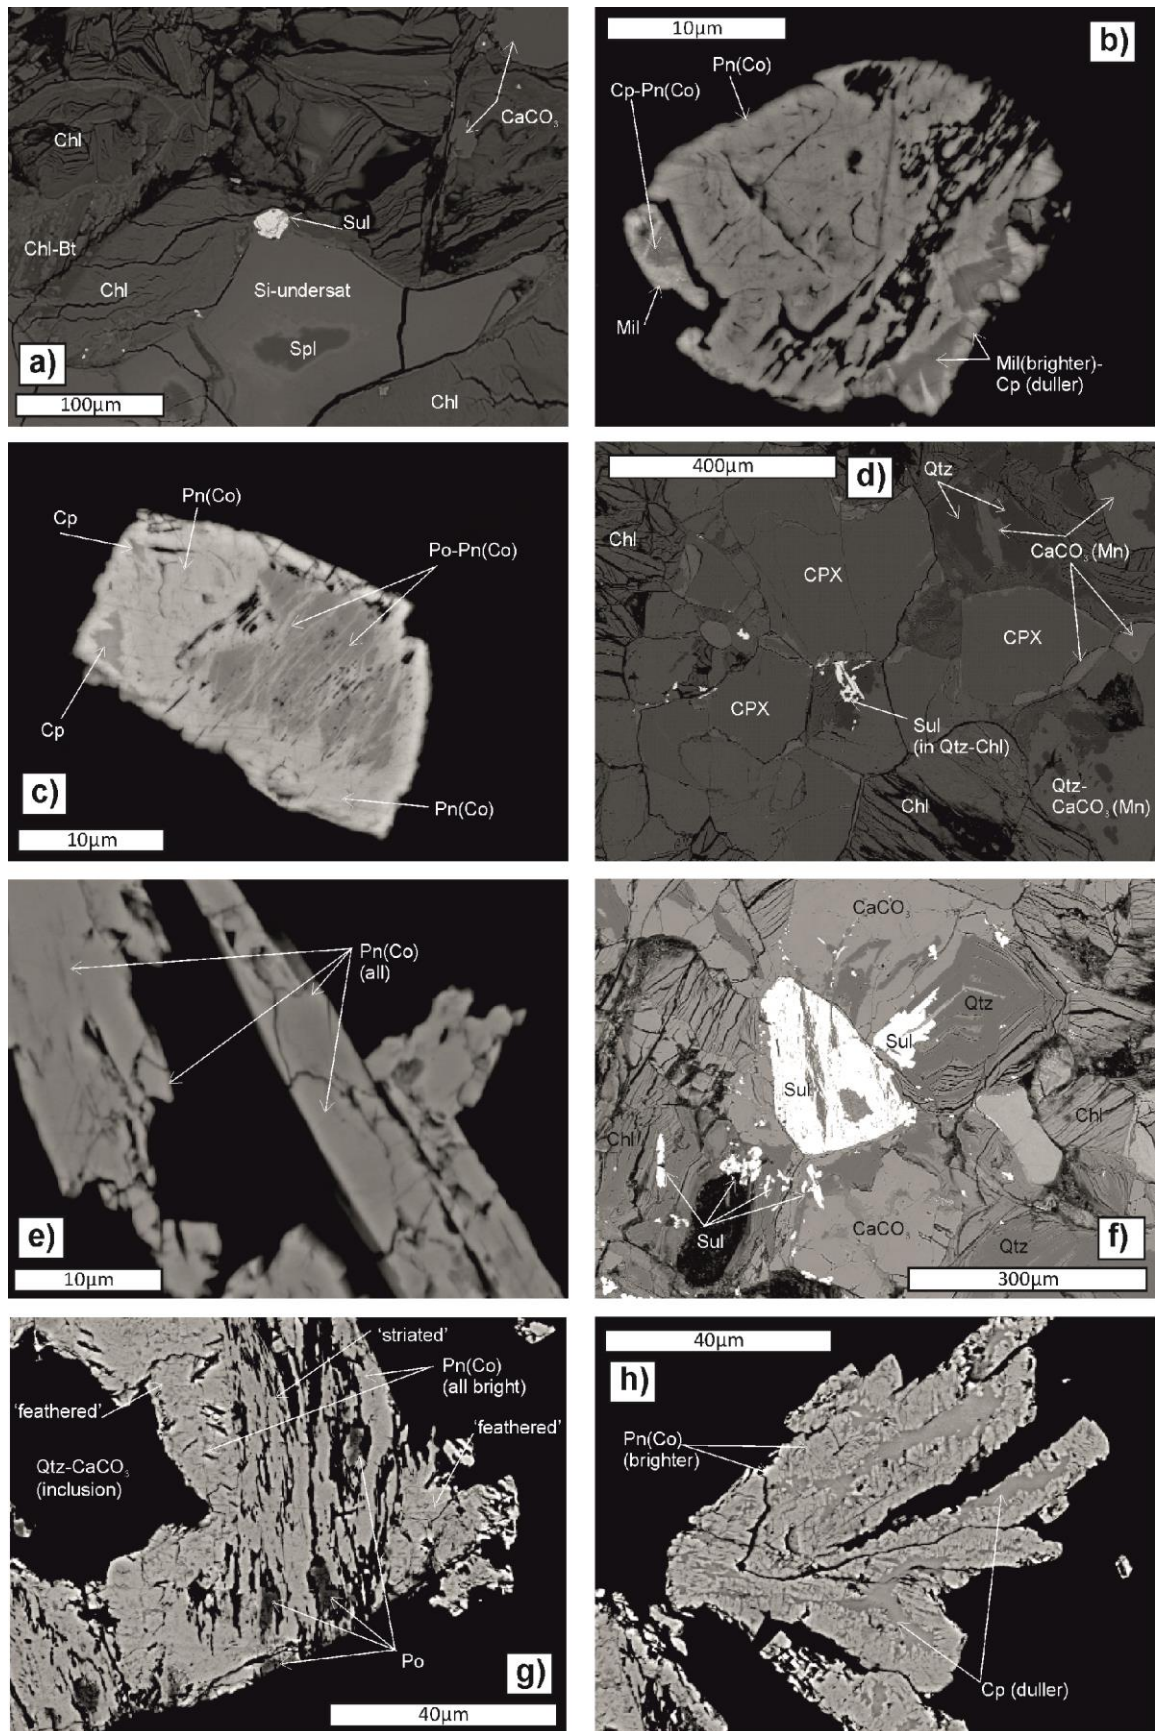 CaCO₃
Chl
Sul
Chl-Bt
Chl
Si-undersat
Spl
a)
100µm
Chl
10µm
b)
Pn(Co)
Cp-Pn(Co)
Mil
Mil(brighter)-
Cp (duller)
Pn(Co)
Cp
Po-Pn(Co)
Cp
c)
Pn(Co)
10µm
400µm
d)
Qtz
Chl
CaCO₃(Mn)
CPX
CPX
CPX
Sul
(in Qtz-Chl)
Chl
Qtz-
CaCO₃(Mn)
Pn(Co)
(all)
e)
10µm
CaCO₃
Qtz
Sul
Sul
Chl
Chl
Sul
CaCO₃
Qtz
f)
300µm
'striated'
Pn(Co)
(all bright)
'feathered'
'feathered'
Qtz-CaCO₃
(inclusion)
Po
g)
40µm
40µm
h)
Pn(Co)
(brighter)
Cp (duller)